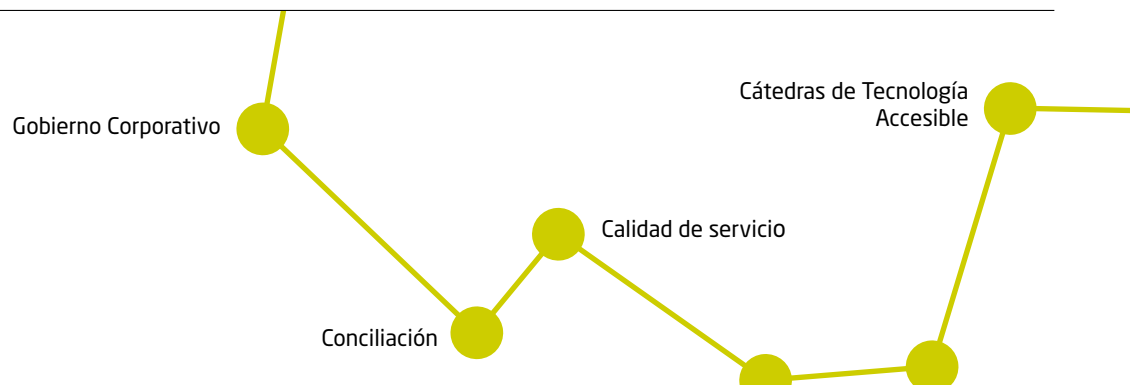 Cátedras de Tecnología
Accesible
Gobierno Corporativo
Calidad de servicio
Conciliación